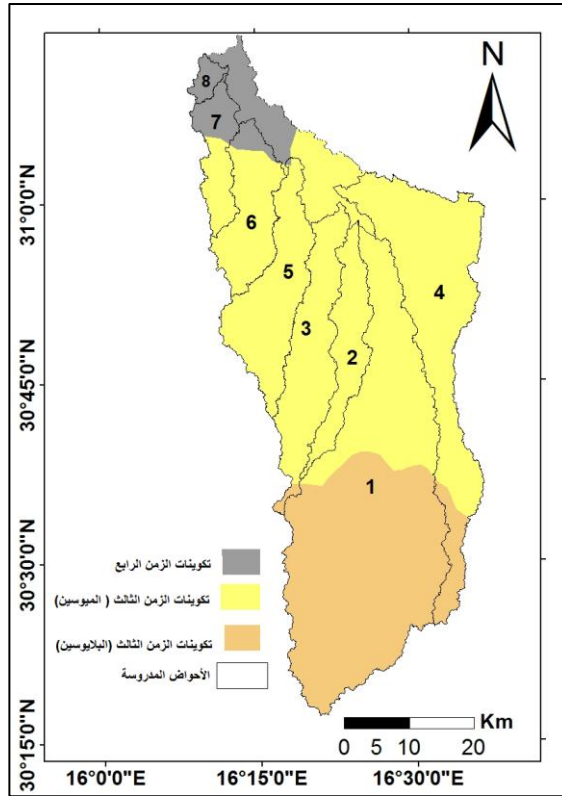 N
8
7
31°0'0"N
6
5
4
3
2
30°45'0"N
1
30°30'0"N
تكوينات الزمن الرابع
تكوينات الزمن الثالث ( الميوسين)
تكوينات الزمن الثالث (البلايوسين)
الأحواض المدروسة
Km
0 5 10 20
30°15'0"N
16°0'0"E 16°15'0"E 16°30'0"E